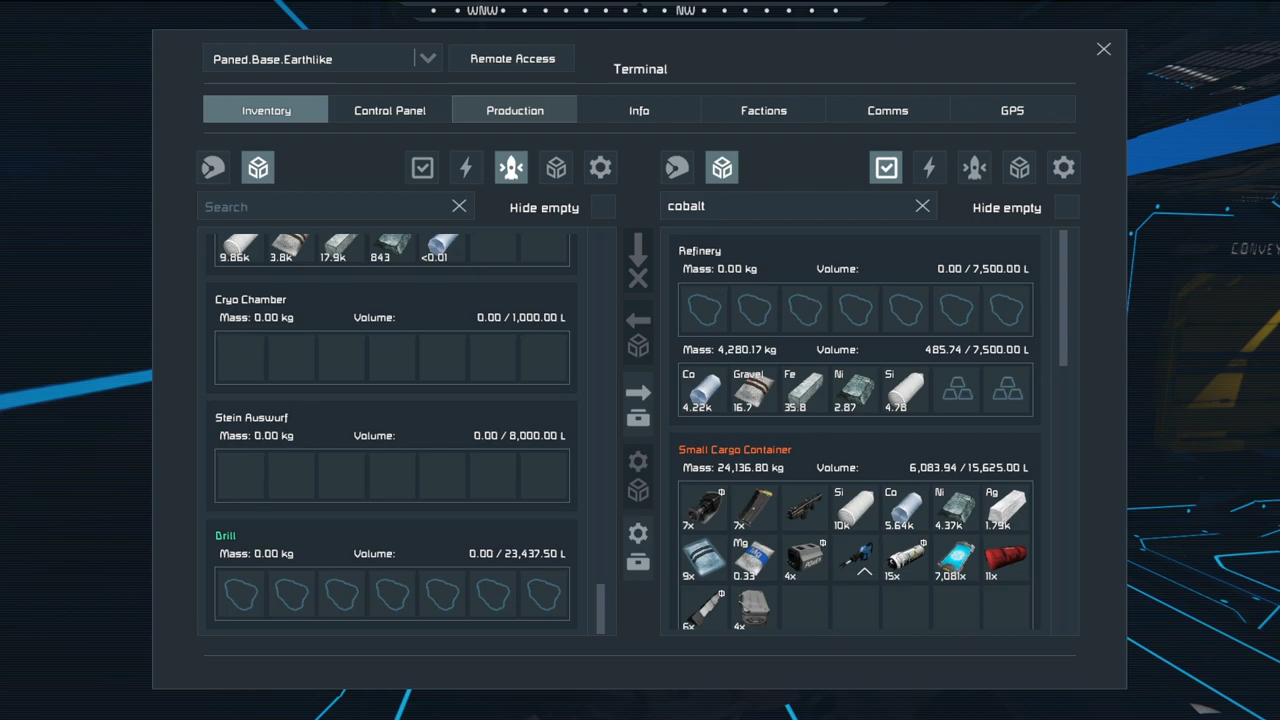 WNW NW
Paned.Base.Earthlike Remote Access
Terminal
Inventory Control Panel Production Info Factions Comms GPS
Search Hide empty
9.86k 3.8k 17.9k 843 <0.01
Cryo Chamber
Mass: 0.00 kg Volume: 0.00 / 1,000.00 L
Stein Auswurf
Mass: 0.00 kg Volume: 0.00 / 8,000.00 L
Drill
Mass: 0.00 kg Volume: 0.00 / 23,437.50 L
cobalt Hide empty
Refinery
Mass: 0.00 kg Volume: 0.00 / 7,500.00 L
Mass: 4,280.17 kg Volume: 485.74 / 7,500.00 L
Co Gravel Fe Ni Si
4.22k 16.7 35.8 2.87 4.78
Small Cargo Container
Mass: 24,136.80 kg Volume: 6,083.94 / 15,625.00 L
Si Co Ni Ag
7x 7x 10k 5.64k 4.37k 1.79k
Mg
9x 0.33 4x 15x 7,081x 11x
6x 4x
CONVEY